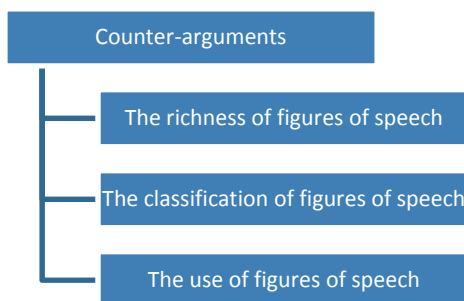 Counter-arguments
The richness of figures of speech
The classification of figures of speech
The use of figures of speech